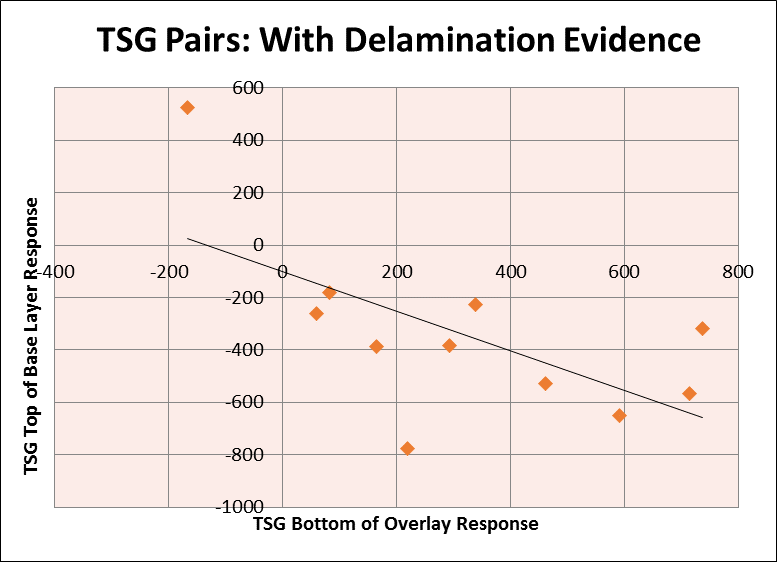 TSG Pairs: With Delamination Evidence
600
400
200
0
-400 -200 0 200 400 600 800
-200
-400
-600
-800
-1000
TSG Top of Base Layer Response
TSG Bottom of Overlay Response